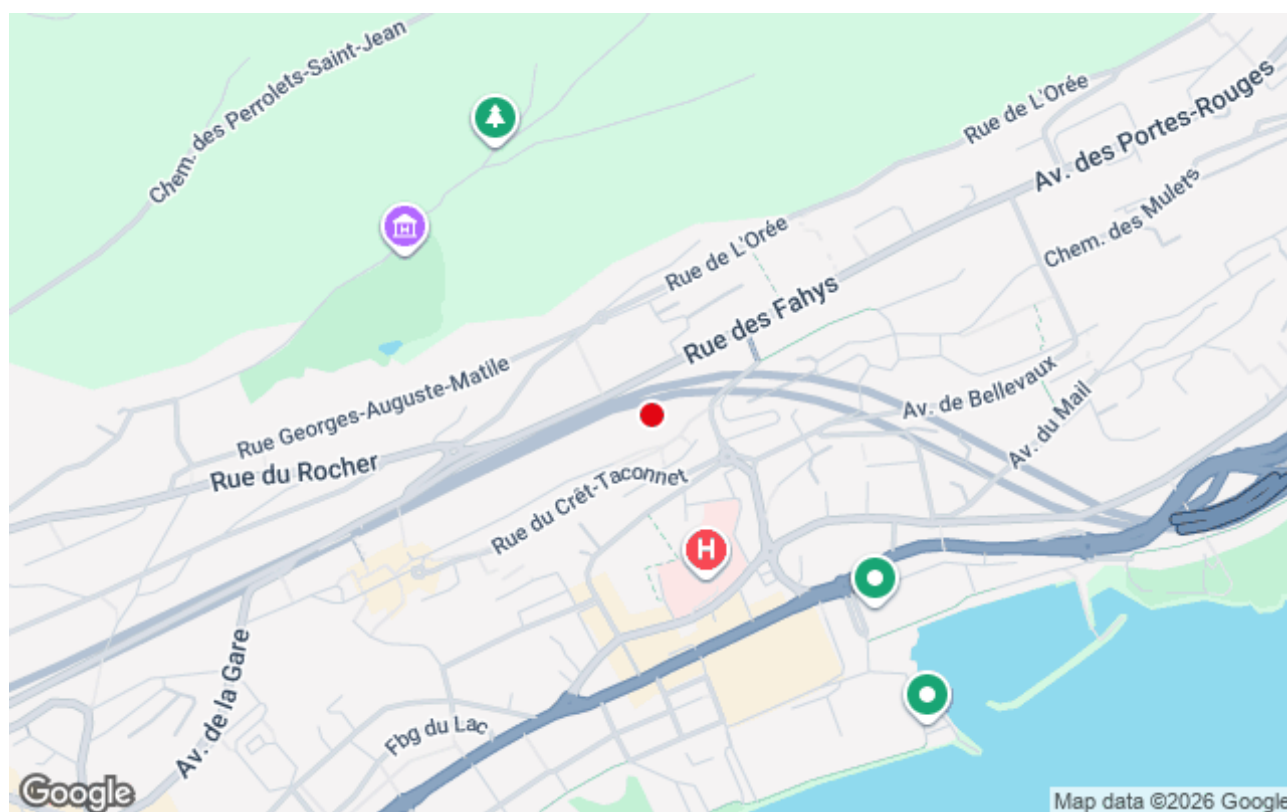 Chem. des Perrolets-Saint-Jean
Rue de L'Orée
Av. des Portes-Rouges
Chem. des Mulets
Rue de L'Orée
Rue des Fahys
Rue Georges-Auguste-Matile
Av. de Bellevaux
Av. du Mail
Rue du Rocher
Rue du Crêt-Taconnet
H
Av. de la Gare
Fbg du Lac
Google
Map data ©2026 Google